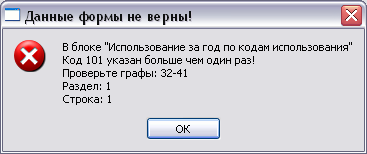 Данные формы не верны!
В блоке "Использование за год по кодам использования"
Код 101 указан больше чем один раз!
Проверьте графы: 32-41
Раздел: 1
Строка: 1
OK